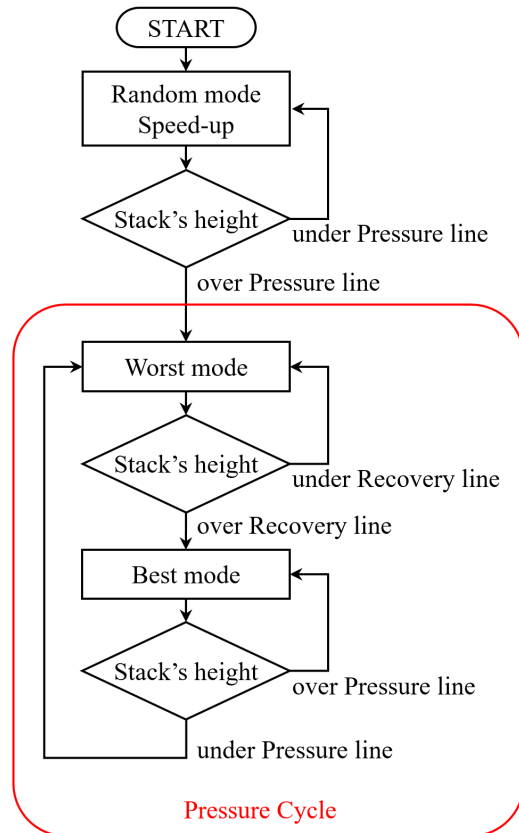 START
Random mode
Speed-up
Stack's height
under Pressure line
over Pressure line
Worst mode
Stack's height
under Recovery line
over Recovery line
Best mode
Stack's height
over Pressure line
under Pressure line
Pressure Cycle